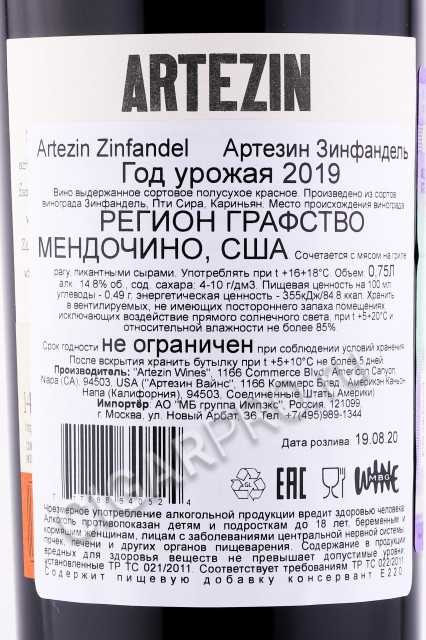 ARTEZIN
Artezin Zinfandel Артезин Зинфандель
Год урожая 2019
Вино выдержанное сортовое полусухое красное. Произведено из сортов
винограда Зинфандель, Пти Сира, Кариньян. Место происхождения винограда
РЕГИОН ГРАФСТВО
МЕНДОЧИНО, США. Сочетается с мясом на гриле
рагу, пикантными сырами. Употреблять при t +16+18°С. Объем 0,75Л
алк. 14.8% об., сод. сахара: 4-10 г/дм3. Пищевая ценность на 100 мл.
углеводы - 0,49 г. энергетическая ценность - 355кДж/84,8 ккал. Хранить
в вентилируемых, не имеющих постороннего запаха помещениях,
исключающих воздействие прямого солнечного света, при t +5+20°С и
относительной влажности не более 85%.
Срок годности не ограничен при соблюдении условий хранения
После вскрытия хранить бутылку при t +5+10°С не более 5 дней.
Производитель: "Artezin Wines", 1166 Commerce Blvd, American Canyon,
Napa (CA), 94503, USA ("Артезин Вайнс", 1166 Коммерс Блвд, Америкэн Каньо-
Напа (Калифорния), 94503, Соединенные Штаты Америки)
Импортёр: АО "МБ группа Импэкс", Россия, 121099,
г. Москва, ул. Новый Арбат, 36 Тел. +7(495)989-1344
Дата розлива: 19.08.20
GL
EAC
WINE
MBG
Чрезмерное употребление алкогольной продукции вредит здоровью человека
Алкоголь противопоказан детям и подросткам до 18 лет, беременным и
кормящим женщинам, лицам с заболеваниями центральной нервной системы,
почек, печени и других органов пищеварения. Содержание в продукции
вредных для здоровья веществ не превышает допустимые уровни,
установленные ТР ТС 021/2011. Соответствует требованиям ТР ТС 022/2011
Содержит пищевую добавку консервант Е220